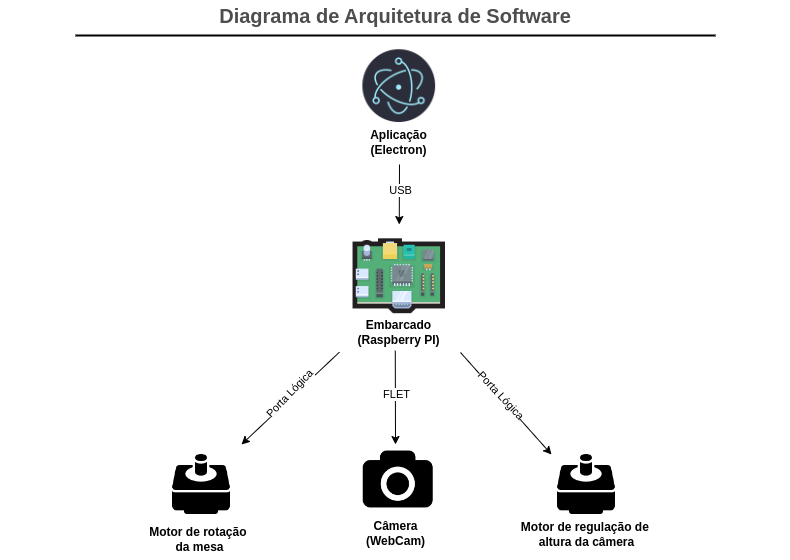 Diagrama de Arquitetura de Software
Aplicação
(Electron)
USB
Embarcado
(Raspberry PI)
Porta Lógica
FLET
Porta Lógica
Motor de rotação
da mesa
Câmera
(WebCam)
Motor de regulação de
altura da câmera